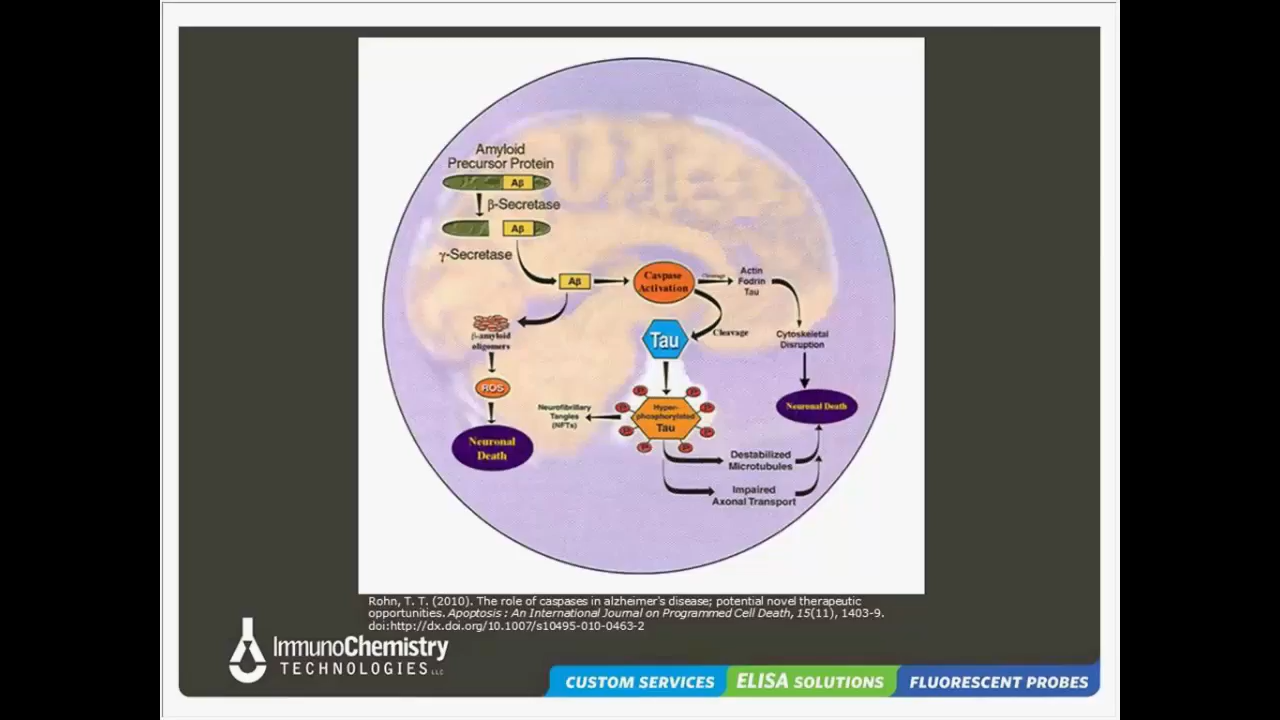 Amyloid
Precursor Protein
Aβ
β-Secretase
Aβ
γ-Secretase
Aβ
Caspase
Activation
Cleavage
Actin
Fodrin
Tau
Cleavage
Cytoskeletal
Disruption
Neuronal Death
Tau
β-amyloid
oligomers
ROS
Neuronal
Death
Neurofibrillary
Tangles
(NFTs)
Hyper-
phosphorylated
Tau
P
P
P
P
P
P
P
P
Destabilized
Microtubules
Impaired
Axonal Transport
Rohn, T. T. (2010). The role of caspases in alzheimer's disease; potential novel therapeutic
opportunities. Apoptosis : An International Journal on Programmed Cell Death, 15(11), 1403-9.
doi:http://dx.doi.org/10.1007/s10495-010-0463-2
ImmunoChemistry
TECHNOLOGIES LLC
CUSTOM SERVICES
ELISA SOLUTIONS
FLUORESCENT PROBES